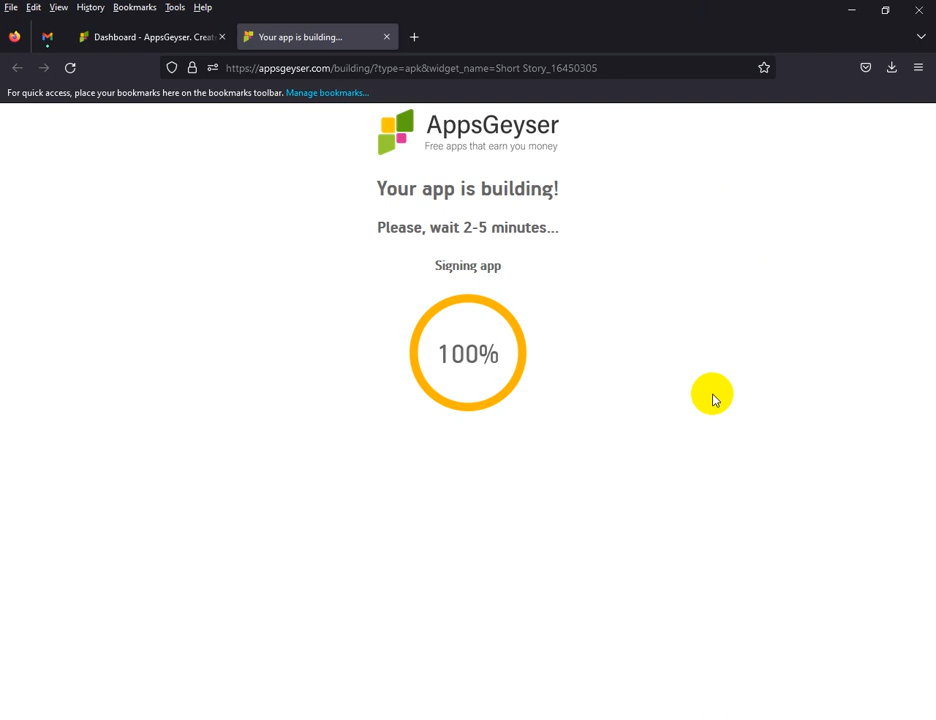 File Edit View History Bookmarks Tools Help
Dashboard - AppsGeyser. Creat
Your app is building...
https://appsgeyser.com/building/?type=apk&widget_name=Short Story_16450305
For quick access, place your bookmarks here on the bookmarks toolbar. Manage bookmarks...
AppsGeyser
Free apps that earn you money
Your app is building!
Please, wait 2-5 minutes...
Signing app
100%